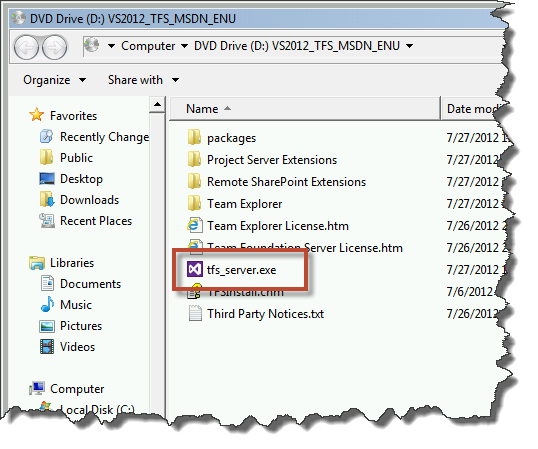 DVD Drive (D:) VS2012_TFS_MSDN_ENU
Computer DVD Drive (D:) VS2012_TFS_MSDN_ENU
Organize Share with
Favorites
Recently Change
Public
Desktop
Downloads
Recent Places
Libraries
Documents
Music
Pictures
Videos
Computer
Local Disk (C:)
Name Date mod
packages 7/27/2012 1
Project Server Extensions 7/27/2012
Remote SharePoint Extensions 7/27/2012
Team Explorer 7/27/2012
Team Explorer License.htm 7/26/2012
Team Foundation Server License.htm 7/26/2012
tfs_server.exe 7/27/2012 1
TFSInstall.chm 7/6/2012
Third Party Notices.txt 7/26/2012